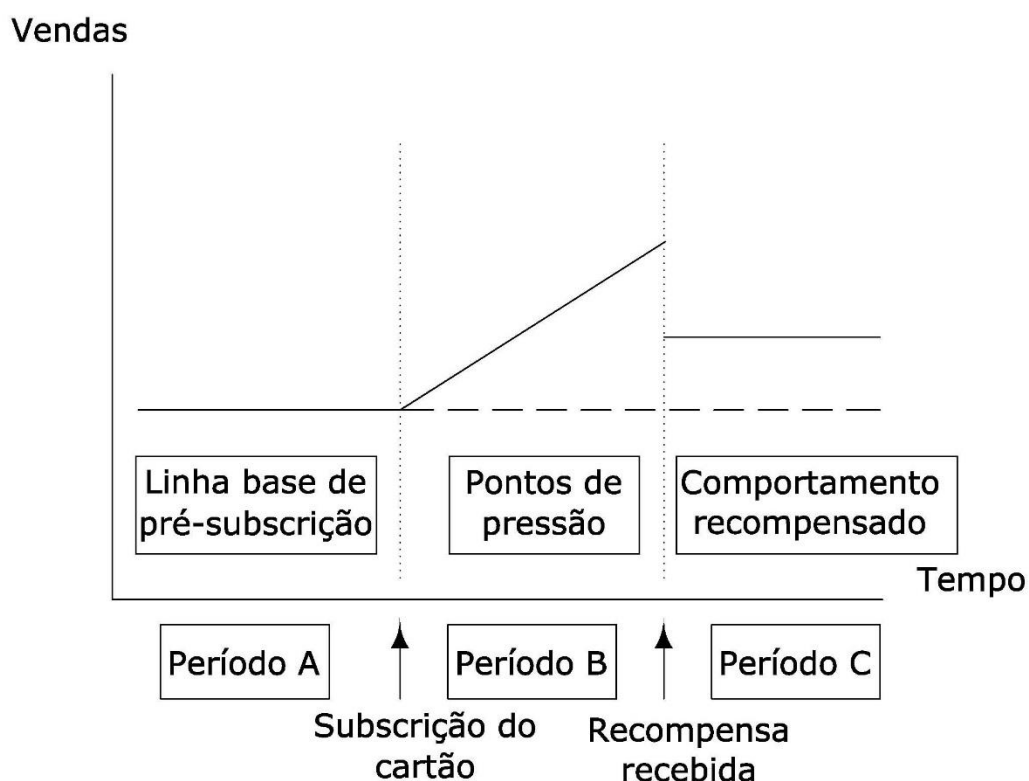 Vendas
Linha base de
pré-subscrição
Pontos de
pressão
Comportamento
recompensado
Tempo
Período A
Período B
Período C
Subscrição do
cartão
Recompensa
recebida